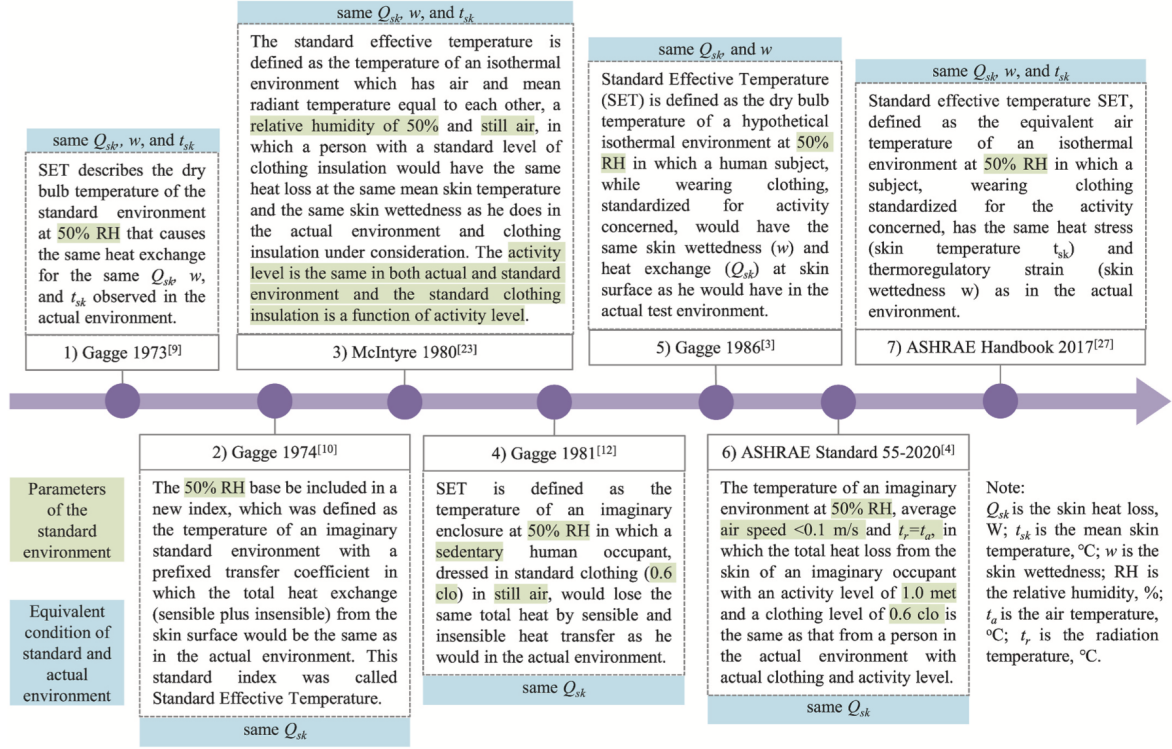 same Qsk, w, and tsk
SET describes the dry
bulb temperature of the
standard environment
at 50% RH that causes
the same heat exchange
for the same Qsk, w,
and tsk observed in the
actual environment.
1) Gagge 1973[9]
same Qsk, w, and tsk
The standard effective temperature is
defined as the temperature of an isothermal
environment which has air and mean
radiant temperature equal to each other, a
relative humidity of 50% and still air, in
which a person with a standard level of
clothing insulation would have the same
heat loss at the same mean skin temperature
and the same skin wettedness as he does in
the actual environment and clothing
insulation under consideration. The activity
level is the same in both actual and standard
environment and the standard clothing
insulation is a function of activity level.
3) McIntyre 1980[23]
same Qsk, and w
Standard Effective Temperature
(SET) is defined as the dry bulb
temperature of a hypothetical
isothermal environment at 50%
RH in which a human subject,
while wearing clothing,
standardized for activity
concerned, would have the
same skin wettedness (w) and
heat exchange (Qsk) at skin
surface as he would have in the
actual test environment.
5) Gagge 1986[3]
same Qsk, w, and tsk
Standard effective temperature SET,
defined as the equivalent air
temperature of an isothermal
environment at 50% RH in which a
subject, wearing clothing
standardized for the activity
concerned, has the same heat stress
(skin temperature tsk) and
thermoregulatory strain (skin
wettedness w) as in the actual
environment.
7) ASHRAE Handbook 2017[27]
Parameters
of the
standard
environment
Equivalent
condition of
standard and
actual
environment
2) Gagge 1974[10]
The 50% RH base be included in a
new index, which was defined as
the temperature of an imaginary
standard environment with a
prefixed transfer coefficient in
which the total heat exchange
(sensible plus insensible) from the
skin surface would be the same as
in the actual environment. This
standard index was called
Standard Effective Temperature.
same Qsk
4) Gagge 1981[12]
SET is defined as the
temperature of an imaginary
enclosure at 50% RH in which a
sedentary human occupant,
dressed in standard clothing (0.6
clo) in still air, would lose the
same total heat by sensible and
insensible heat transfer as he
would in the actual environment.
same Qsk
6) ASHRAE Standard 55-2020[4]
The temperature of an imaginary
environment at 50% RH, average
air speed <0.1 m/s and tr=ta, in
which the total heat loss from the
skin of an imaginary occupant
with an activity level of 1.0 met
and a clothing level of 0.6 clo is
the same as that from a person in
the actual environment with
actual clothing and activity level.
same Qsk
Note:
Qsk is the skin heat loss,
W; tsk is the mean skin
temperature, ℃; w is the
skin wettedness; RH is
the relative humidity, %;
ta is the air temperature,
℃; tr is the radiation
temperature, ℃.